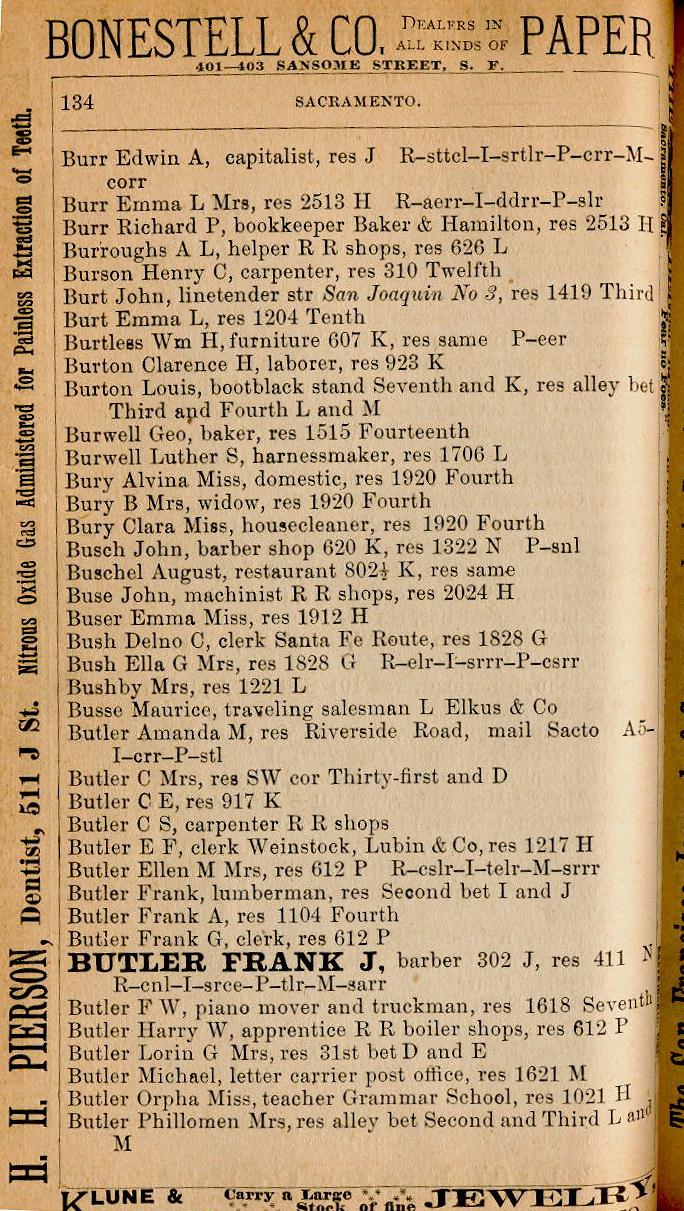 BONESTELL & CO. DEALERS IN ALL KINDS OF PAPER
401—403 SANSOME STREET, S. F.
134 SACRAMENTO.
Burr Edwin A, capitalist, res J R–sttcl–I–srtlr–P–crr–M–
corr
Burr Emma L Mrs, res 2513 H R–aerr–I–ddrr–P–slr
Burr Richard P, bookkeeper Baker & Hamilton, res 2513 H
Burroughs A L, helper R R shops, res 626 L
Burson Henry C, carpenter, res 310 Twelfth
Burt John, linetender str San Joaquin No 3, res 1419 Third
Burt Emma L, res 1204 Tenth
Burtless Wm H, furniture 607 K, res same P–eer
Burton Clarence H, laborer, res 923 K
Burton Louis, bootblack stand Seventh and K, res alley bet
Third and Fourth L and M
Burwell Geo, baker, res 1515 Fourteenth
Burwell Luther S, harnessmaker, res 1706 L
Bury Alvina Miss, domestic, res 1920 Fourth
Bury B Mrs, widow, res 1920 Fourth
Bury Clara Miss, housecleaner, res 1920 Fourth
Busch John, barber shop 620 K, res 1322 N P–snl
Buschel August, restaurant 802½ K, res same
Buse John, machinist R R shops, res 2024 H
Buser Emma Miss, res 1912 H
Bush Delno C, clerk Santa Fe Route, res 1828 G
Bush Ella G Mrs, res 1828 G R–elr–I–srrr–P–csrr
Bushby Mrs, res 1221 L
Busse Maurice, traveling salesman L Elkus & Co
Butler Amanda M, res Riverside Road, mail Sacto A5–
I–crr–P–stl
Butler C Mrs, res SW cor Thirty-first and D
Butler C E, res 917 K
Butler C S, carpenter R R shops
Butler E F, clerk Weinstock, Lubin & Co, res 1217 H
Butler Ellen M Mrs, res 612 P R–cslr–I–telr–M–srrr
Butler Frank, lumberman, res Second bet I and J
Butler Frank A, res 1104 Fourth
Butler Frank G, clerk, res 612 P
BUTLER FRANK J, barber 302 J, res 411 N
R–cnl–I–srce–P–tlr–M–sarr
Butler F W, piano mover and truckman, res 1618 Seventh
Butler Harry W, apprentice R R boiler shops, res 612 P
Butler Lorin G Mrs, res 31st bet D and E
Butler Michael, letter carrier post office, res 1621 M
Butler Orpha Miss, teacher Grammar School, res 1021 H
Butler Phillomen Mrs, res alley bet Second and Third L and
M
KLUNE & Carry a Large Stock of fine JEWELRY,
H. H. PIERSON, Dentist, 511 J St. Nitrous Oxide Gas Administered for Painless Extraction of Teeth.
Sacramento, Cal.
Fear no Foes.
The San Francisco